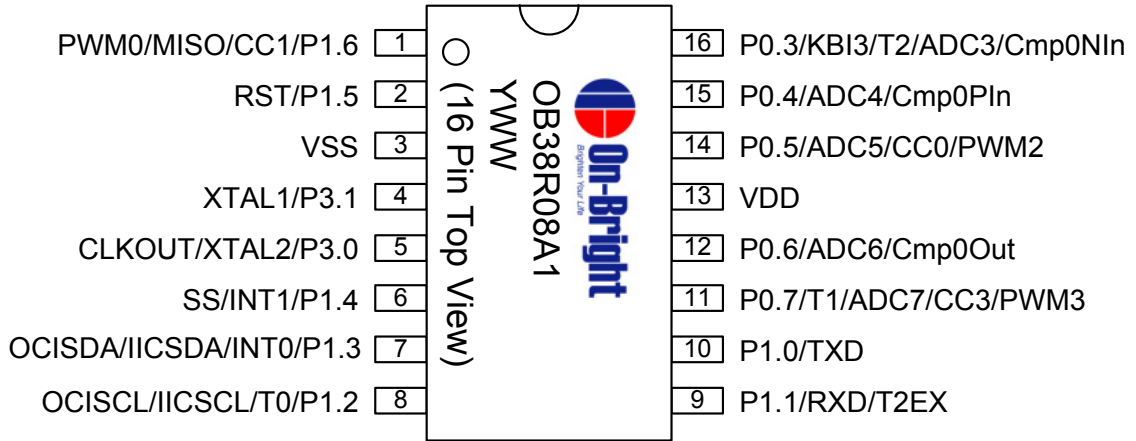 PWM0/MISO/CC1/P1.6 1
RST/P1.5 2
VSS 3
XTAL1/P3.1 4
CLKOUT/XTAL2/P3.0 5
SS/INT1/P1.4 6
OCISDA/IICSDA/INT0/P1.3 7
OCISCL/IICSCL/T0/P1.2 8
(16 Pin Top View)
YWW
OB38R08A1
On-Bright
Brighten Your Life
16 P0.3/KBI3/T2/ADC3/Cmp0NIn
15 P0.4/ADC4/Cmp0PIn
14 P0.5/ADC5/CC0/PWM2
13 VDD
12 P0.6/ADC6/Cmp0Out
11 P0.7/T1/ADC7/CC3/PWM3
10 P1.0/TXD
9 P1.1/RXD/T2EX